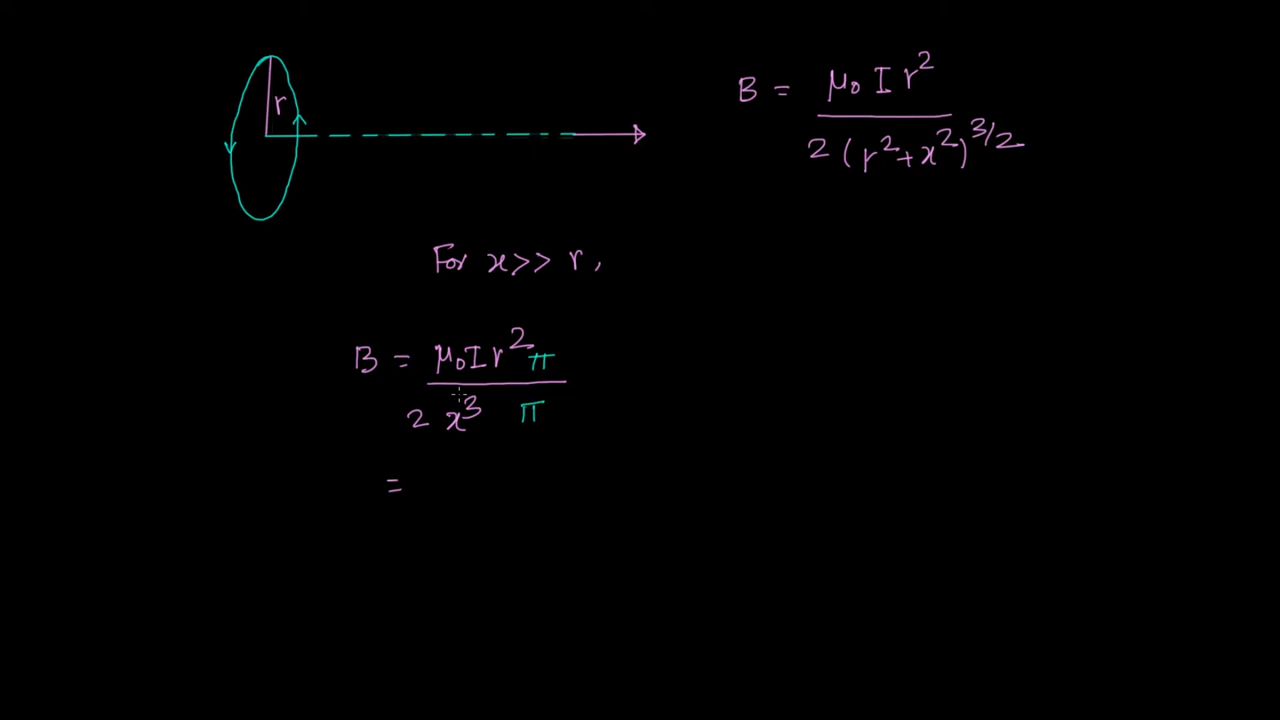 r
B = μ₀ I r² / 2 (r² + x²)^3/2
For x >> r,
B = μ₀ I r² π / 2 x³ π
=